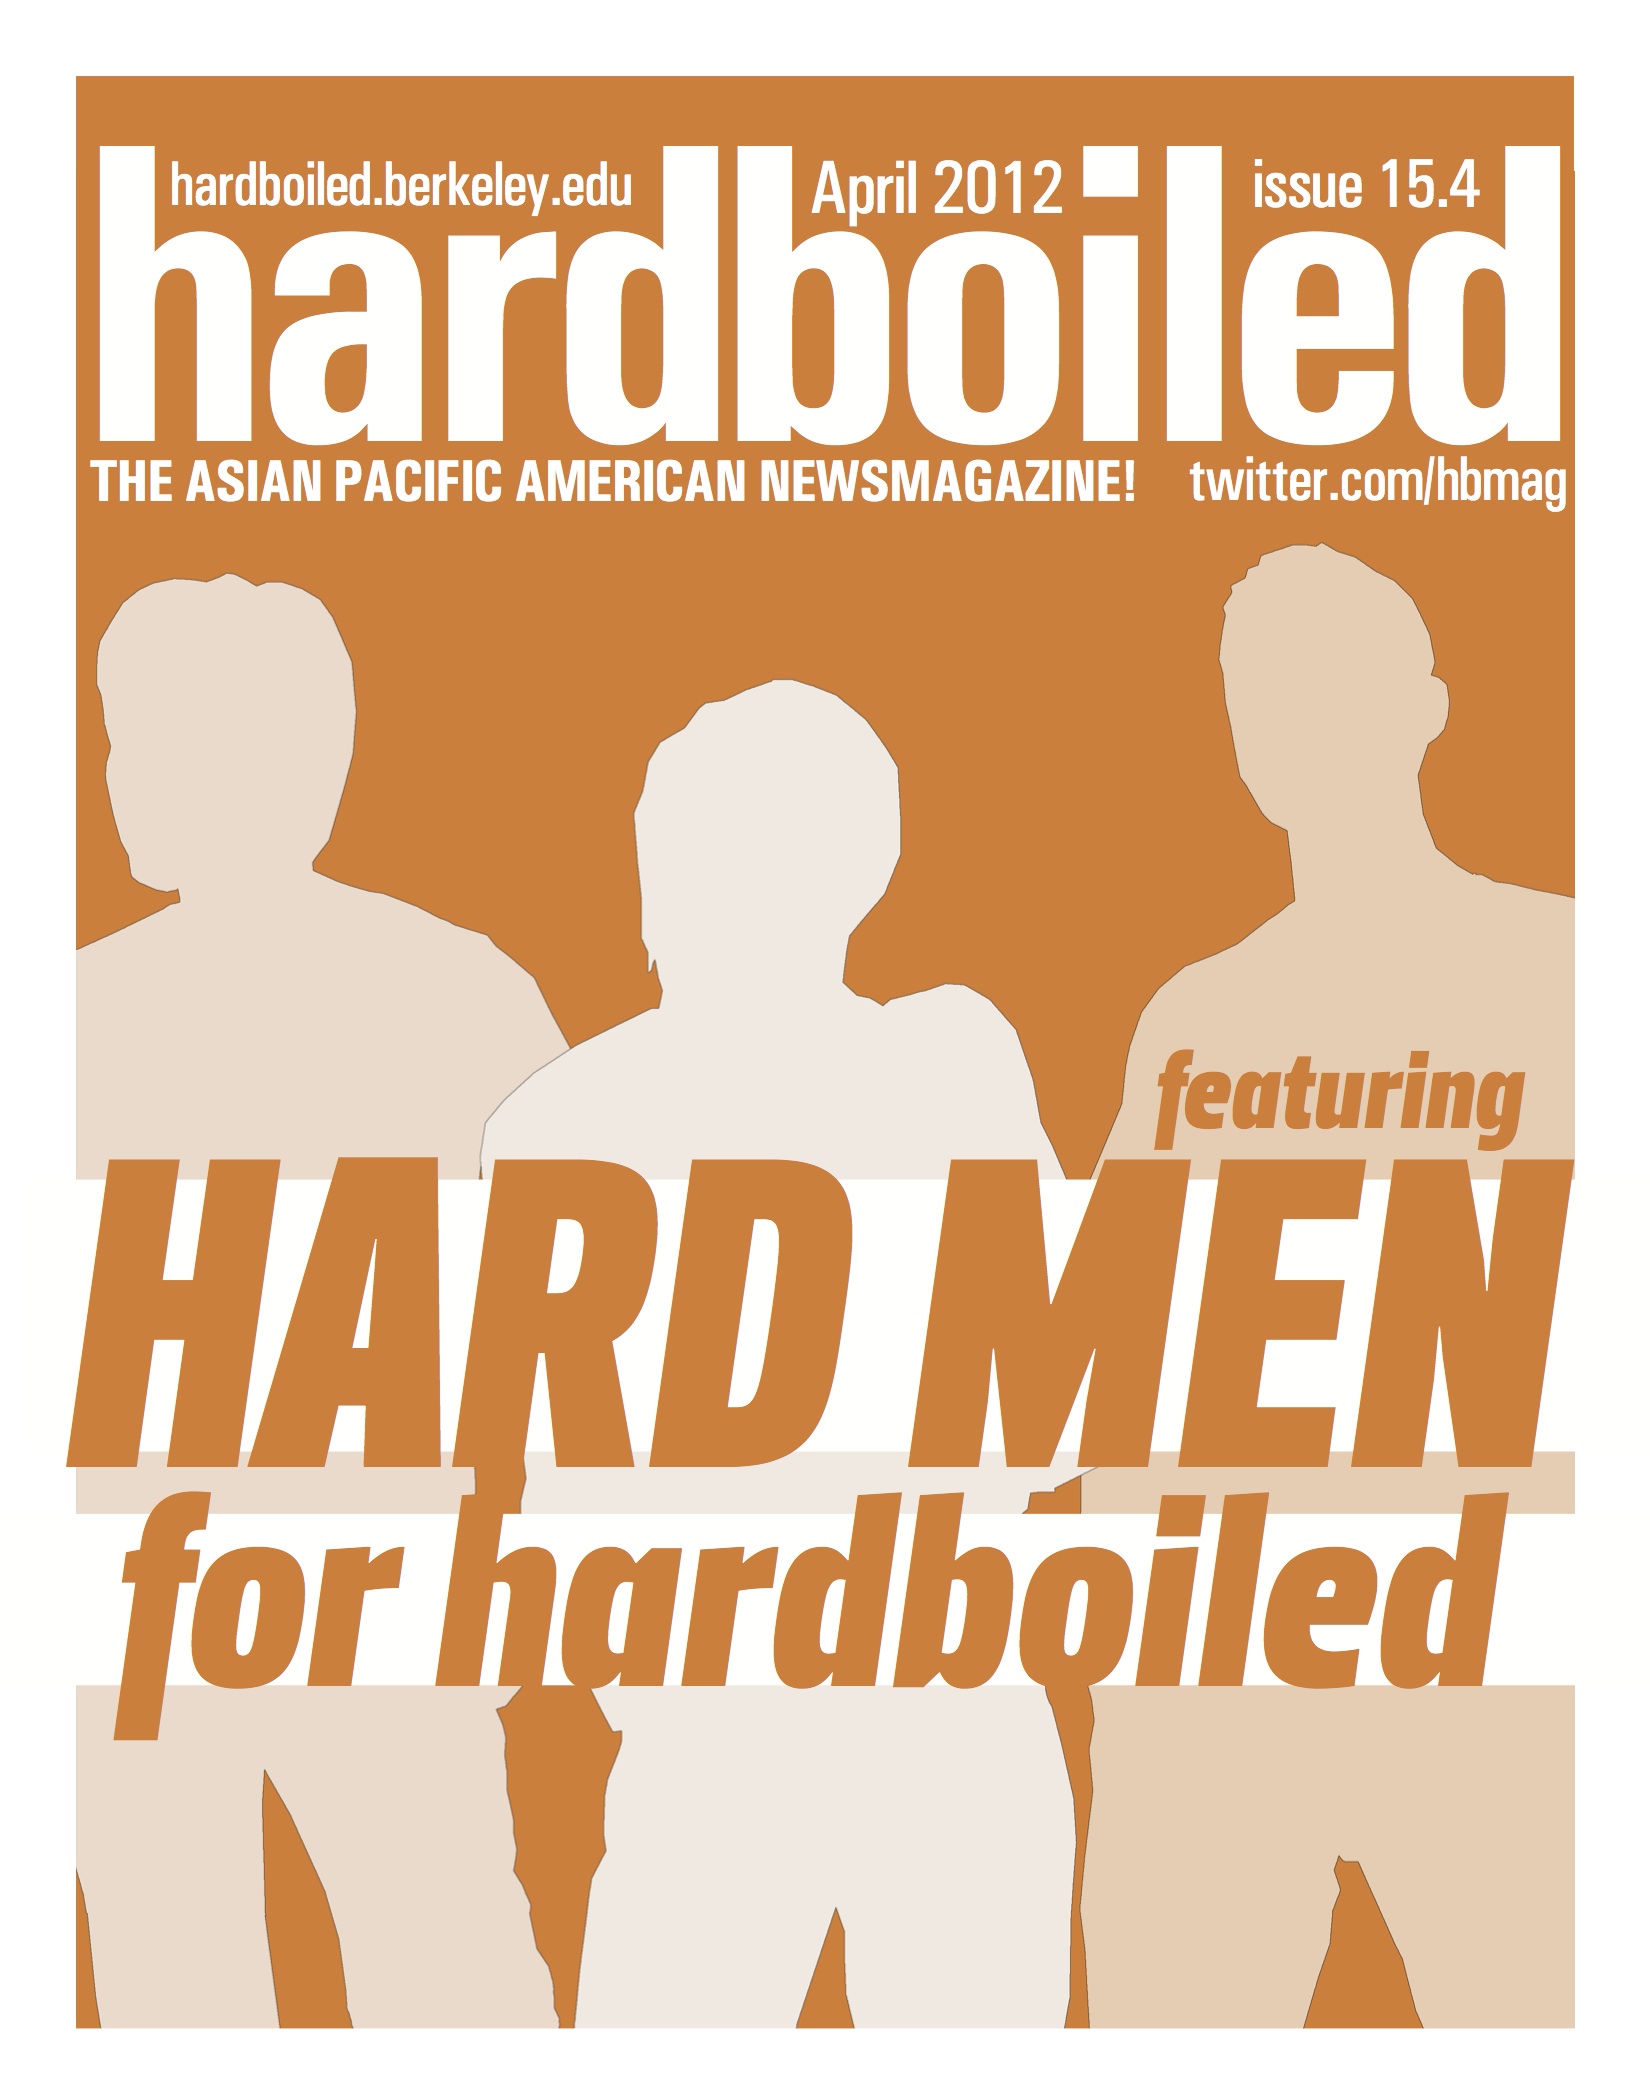 hardboiled.berkeley.edu April 2012 issue 15.4
hardboiled
THE ASIAN PACIFIC AMERICAN NEWSMAGAZINE! twitter.com/hbmag
featuring
HARD MEN
for hardboiled